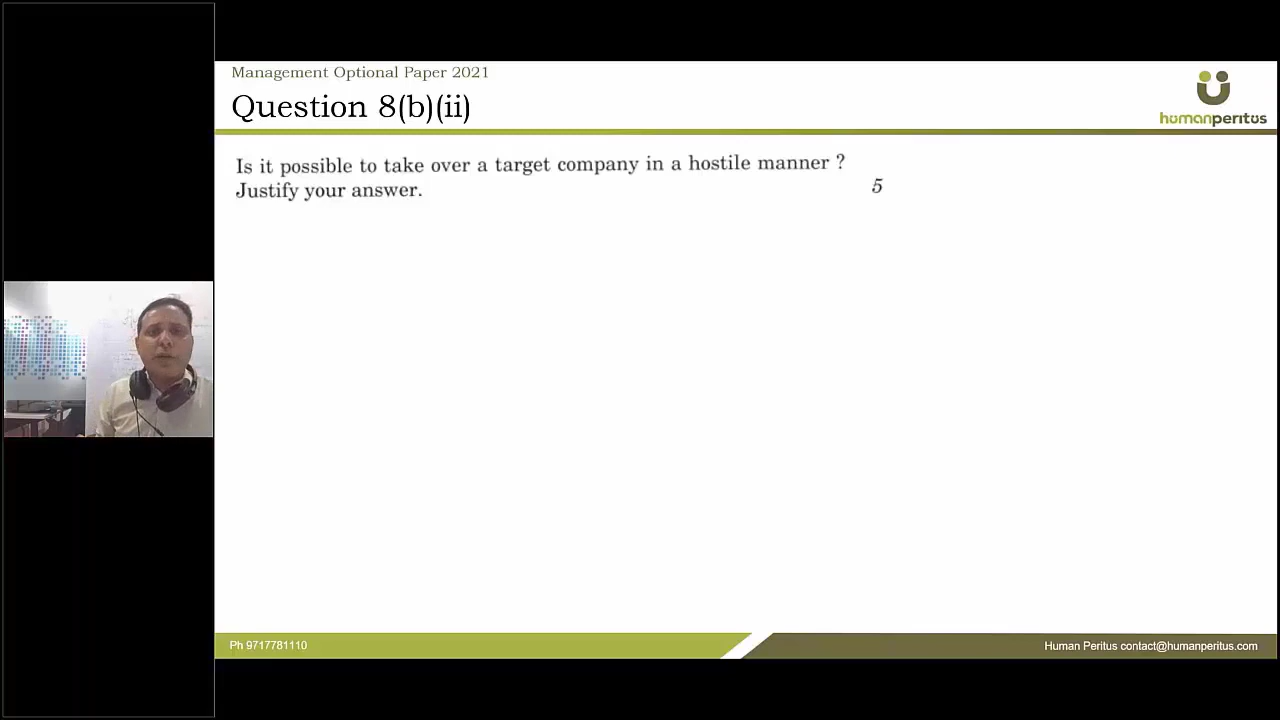 Management Optional Paper 2021
Question 8(b)(ii)
humanperitus
Is it possible to take over a target company in a hostile manner ?
Justify your answer.
5
Ph 9717781110
Human Peritus contact@humanperitus.com